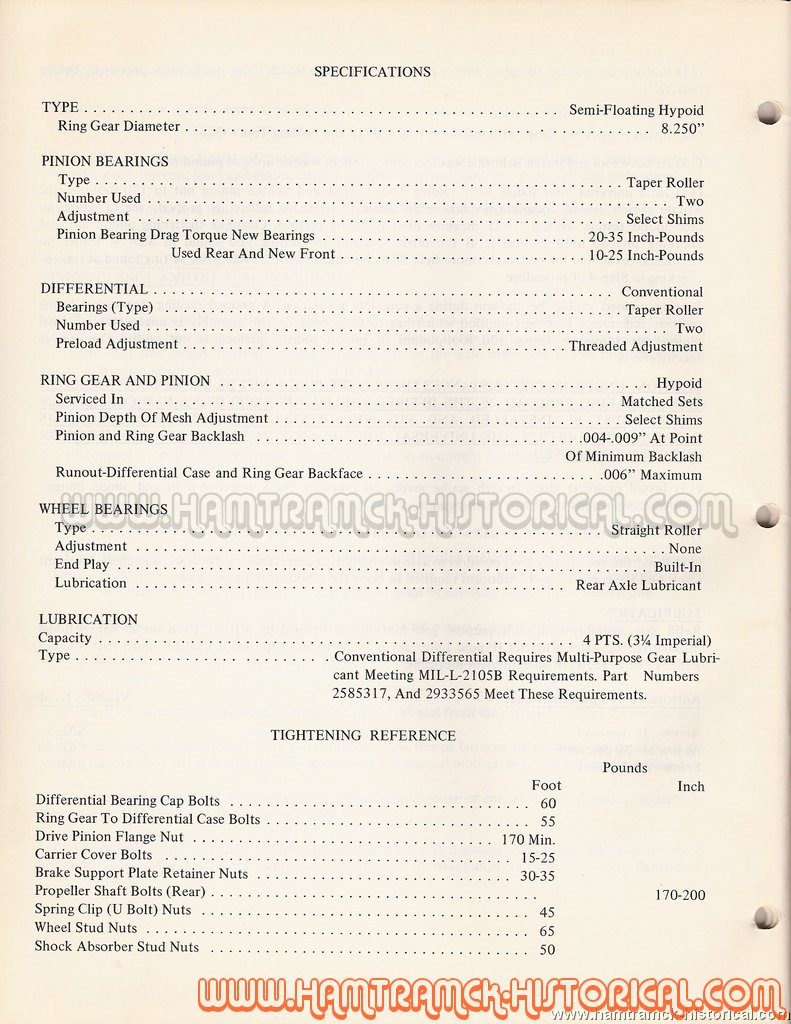 SPECIFICATIONS
TYPE . . . . . . . . . . . . . . . . . . . . Semi-Floating Hypoid
Ring Gear Diameter . . . . . . . . . . . . . . . . . . . . 8.250”
PINION BEARINGS
Type . . . . . . . . . . . . . . . . . . . . Taper Roller
Number Used . . . . . . . . . . . . . . . . . . . . Two
Adjustment . . . . . . . . . . . . . . . . . . . . Select Shims
Pinion Bearing Drag Torque New Bearings . . . . . . . . . . . . . . . . . . . . 20-35 Inch-Pounds
Used Rear And New Front . . . . . . . . . . . . . . . . . . . . 10-25 Inch-Pounds
DIFFERENTIAL . . . . . . . . . . . . . . . . . . . . Conventional
Bearings (Type) . . . . . . . . . . . . . . . . . . . . Taper Roller
Number Used . . . . . . . . . . . . . . . . . . . . Two
Preload Adjustment . . . . . . . . . . . . . . . . . . . . Threaded Adjustment
RING GEAR AND PINION . . . . . . . . . . . . . . . . . . . . Hypoid
Serviced In . . . . . . . . . . . . . . . . . . . . Matched Sets
Pinion Depth Of Mesh Adjustment . . . . . . . . . . . . . . . . . . . . Select Shims
Pinion and Ring Gear Backlash . . . . . . . . . . . . . . . . . . . . .004-.009” At Point
Of Minimum Backlash
Runout-Differential Case and Ring Gear Backface . . . . . . . . . . . . . . . . . . . . .006” Maximum
www.Hamtramck-Historical.com
WHEEL BEARINGS
Type . . . . . . . . . . . . . . . . . . . . Straight Roller
Adjustment . . . . . . . . . . . . . . . . . . . . None
End Play . . . . . . . . . . . . . . . . . . . . Built-In
Lubrication . . . . . . . . . . . . . . . . . . . . Rear Axle Lubricant
LUBRICATION
Capacity . . . . . . . . . . . . . . . . . . . . 4 PTS. (3¼ Imperial)
Type . . . . . . . . . . . . . . . . . . . . Conventional Differential Requires Multi-Purpose Gear Lubri-
cant Meeting MIL-L-2105B Requirements. Part Numbers
2585317, And 2933565 Meet These Requirements.
TIGHTENING REFERENCE
Pounds
Foot Inch
Differential Bearing Cap Bolts . . . . . . . . . . . . . . . . . . . . 60
Ring Gear To Differential Case Bolts . . . . . . . . . . . . . . . . . . . . 55
Drive Pinion Flange Nut . . . . . . . . . . . . . . . . . . . . 170 Min.
Carrier Cover Bolts . . . . . . . . . . . . . . . . . . . . 15-25
Brake Support Plate Retainer Nuts . . . . . . . . . . . . . . . . . . . . 30-35
Propeller Shaft Bolts (Rear) . . . . . . . . . . . . . . . . . . . . 170-200
Spring Clip (U Bolt) Nuts . . . . . . . . . . . . . . . . . . . . 45
Wheel Stud Nuts . . . . . . . . . . . . . . . . . . . . 65
Shock Absorber Stud Nuts . . . . . . . . . . . . . . . . . . . . 50
www.Hamtramck-Historical.com
www.hamtramck-historical.com